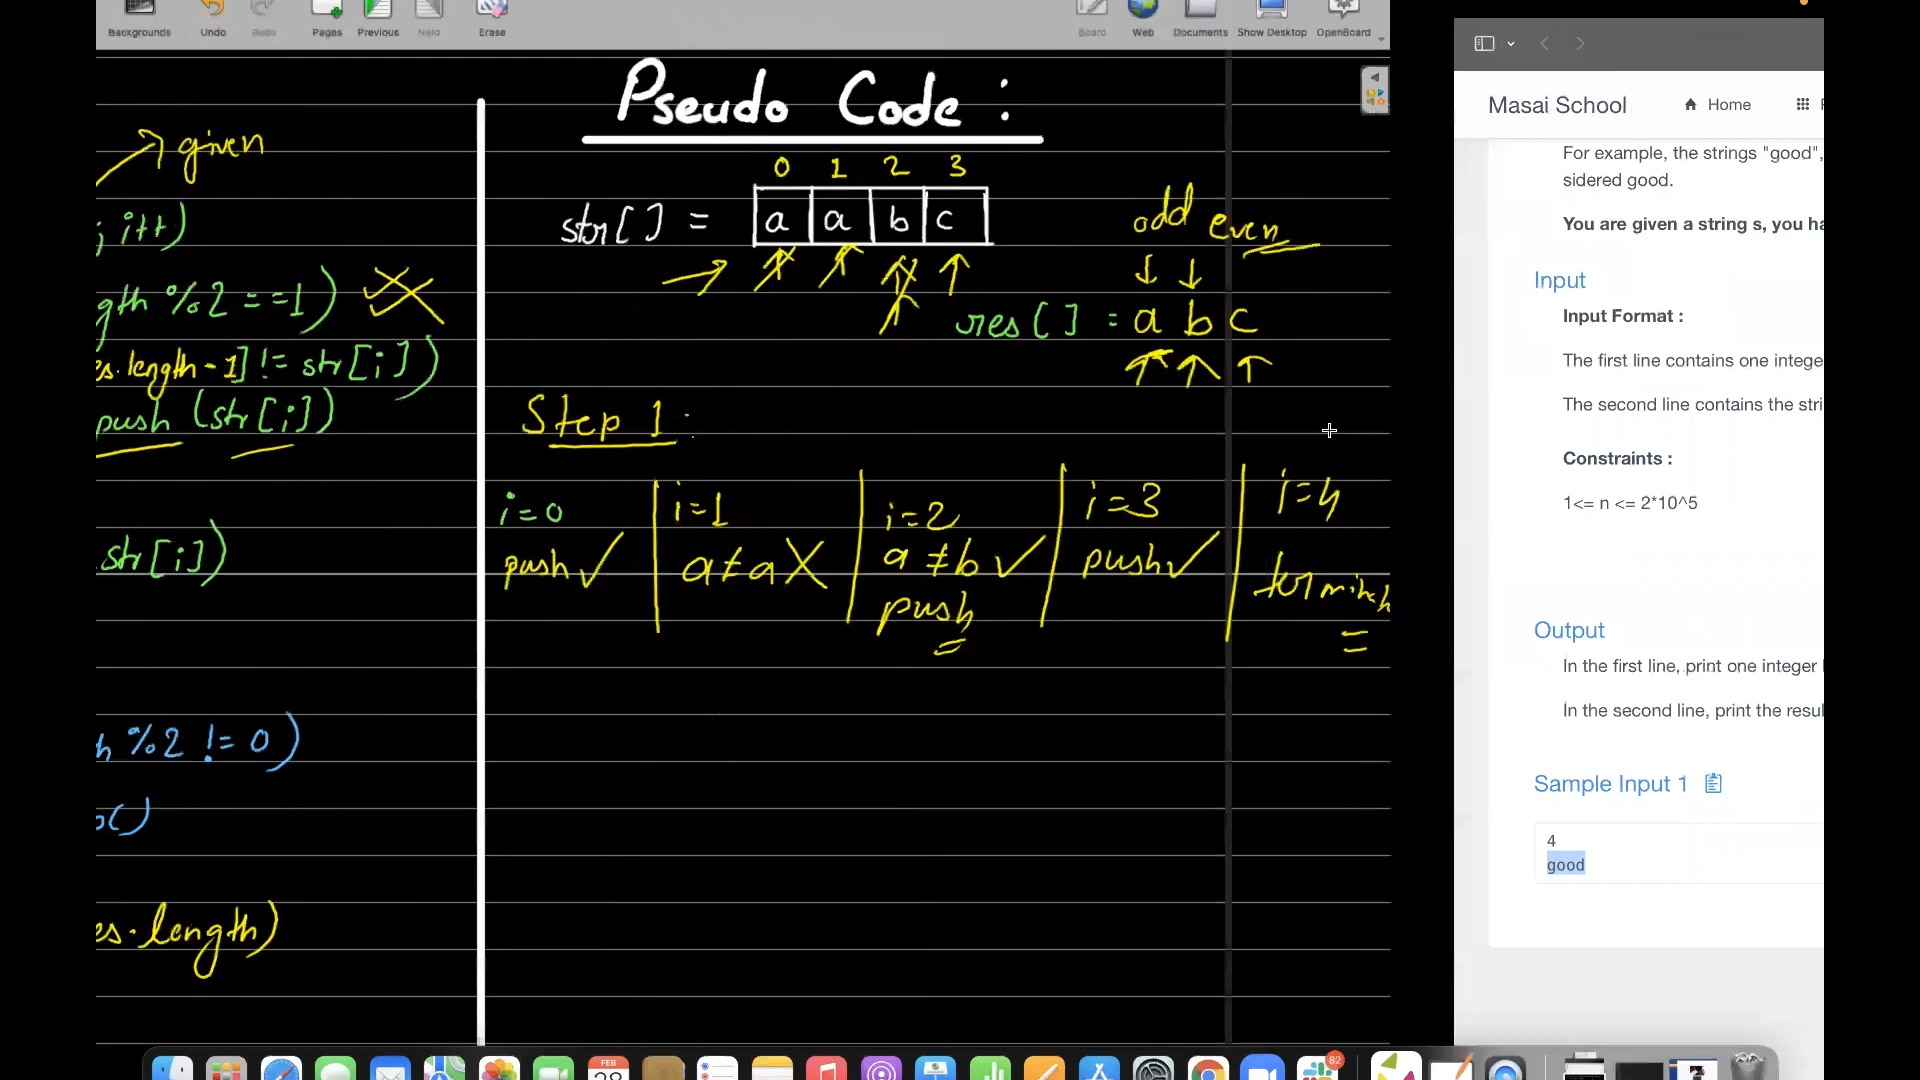 Backgrounds Undo Redo Pages Previous Next Erase Board Web Documents Show Desktop OpenBoard
Pseudo Code :
given
; i++)
gth %2 ==1)
es.length - 1] != str[i])
push (str[i])
str[i])
h %2 != 0)
p()
es.length)
0 1 2 3
str[ ] = a a b c
odd even
res[ ] : a b c
Step 1 :
i=0
push ✓
i=1
a≠a X
i=2
a≠b ✓
push
i=3
push ✓
i=4
Masai School
Home
For example, the strings "good",
sidered good.
You are given a string s, you ha
Input
Input Format :
The first line contains one intege
The second line contains the stri
Constraints :
1<= n <= 2*10^5
Output
In the first line, print one integer
In the second line, print the resul
Sample Input 1
4
good
FEB
28
82